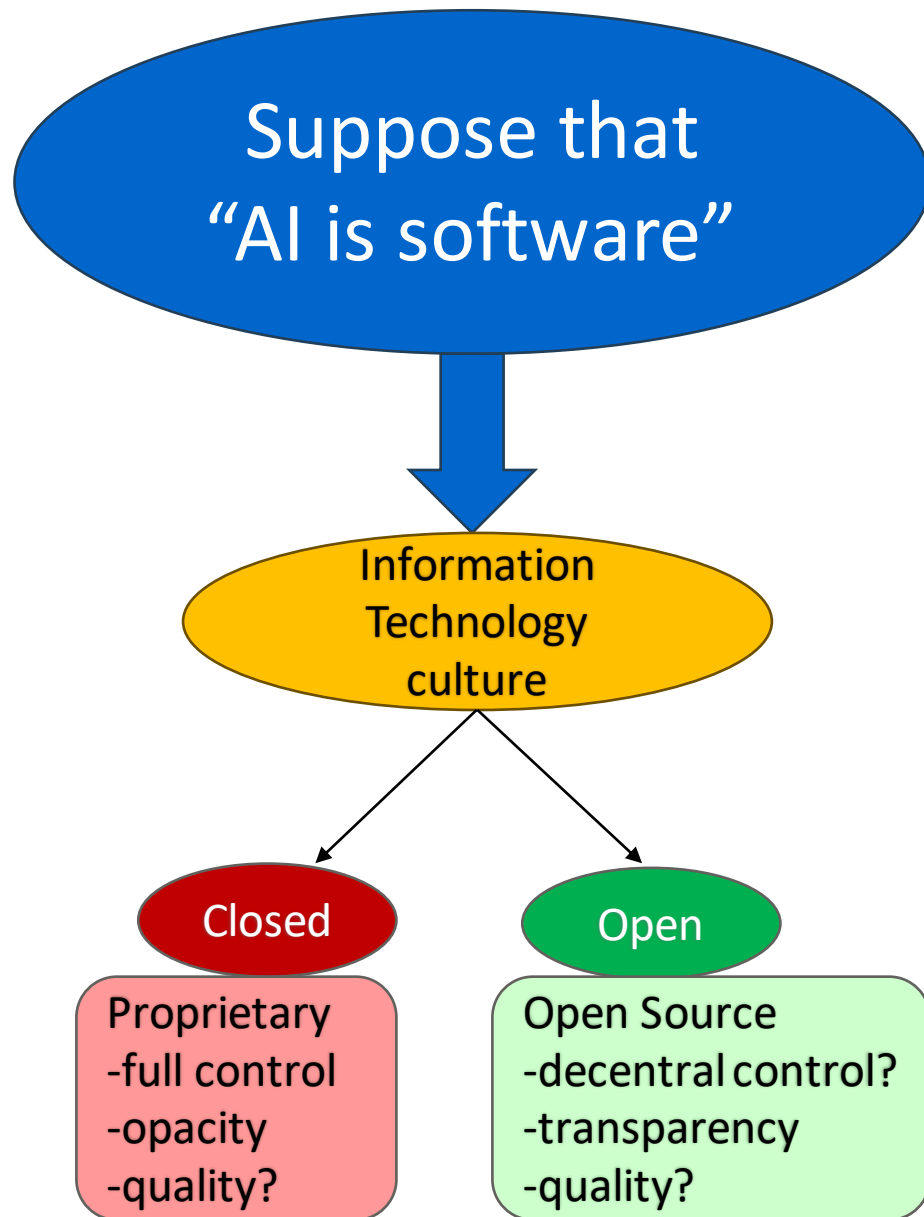 Suppose that
“AI is software”
Information
Technology
culture
Closed
Open
Proprietary
-full control
-opacity
-quality?
Open Source
-decentral control?
-transparency
-quality?